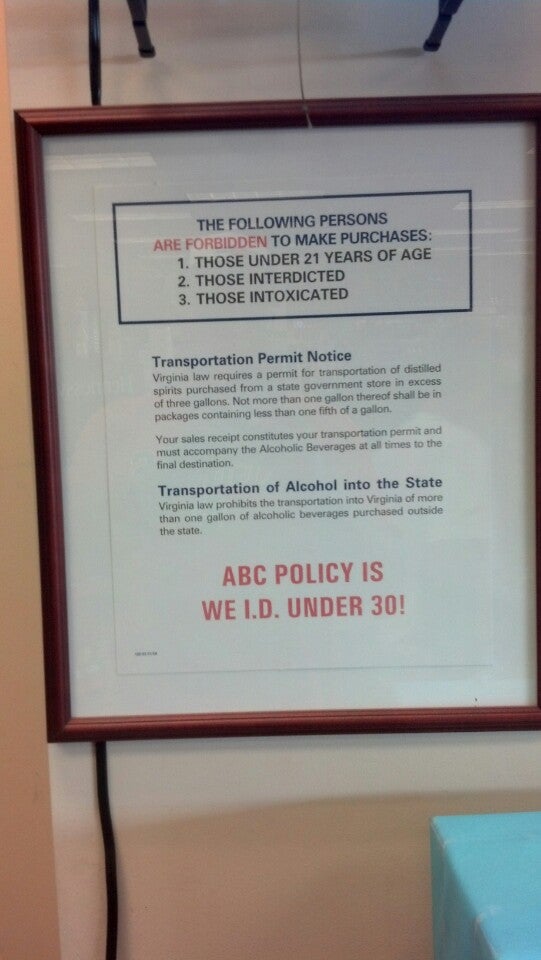 THE FOLLOWING PERSONS
ARE FORBIDDEN TO MAKE PURCHASES:
1. THOSE UNDER 21 YEARS OF AGE
2. THOSE INTERDICTED
3. THOSE INTOXICATED
Transportation Permit Notice
Virginia law requires a permit for transportation of distilled
spirits purchased from a state government store in excess
of three gallons. Not more than one gallon thereof shall be in
packages containing less than one fifth of a gallon.
Your sales receipt constitutes your transportation permit and
must accompany the Alcoholic Beverages at all times to the
final destination.
Transportation of Alcohol into the State
Virginia law prohibits the transportation into Virginia of more
than one gallon of alcoholic beverages purchased outside
the state.
ABC POLICY IS
WE I.D. UNDER 30!